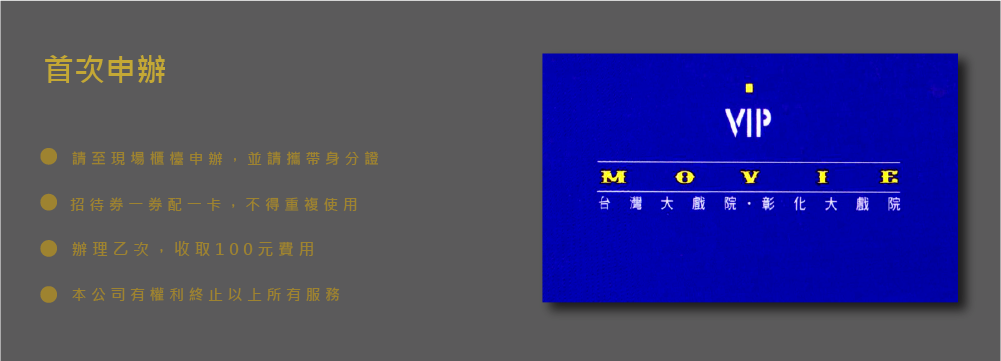 首次申辦
請至現場櫃檯申辦，並請攜帶身分證
招待券一券配一卡，不得重複使用
辦理乙次，收取100元費用
本公司有權利終止以上所有服務
VIP
MOVIE
台灣大戲院·彰化大戲院